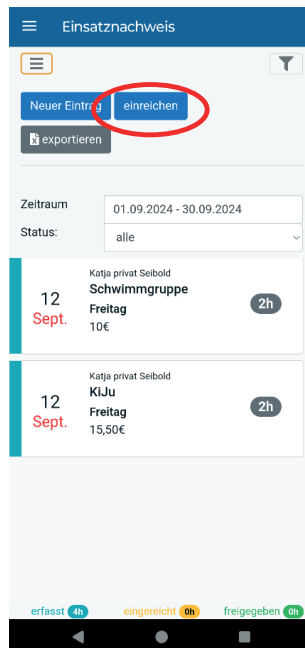 Einsatznachweis
Neuer Eintrag
einreichen
exportieren
Zeitraum
01.09.2024 - 30.09.2024
Status:
alle
Katja privat Seibold
12
Sept.
Schwimmgruppe
Freitag
10€
2h
Katja privat Seibold
12
Sept.
KiJu
Freitag
15,50€
2h
erfasst 4h
eingereicht 0h
freigegeben 0h